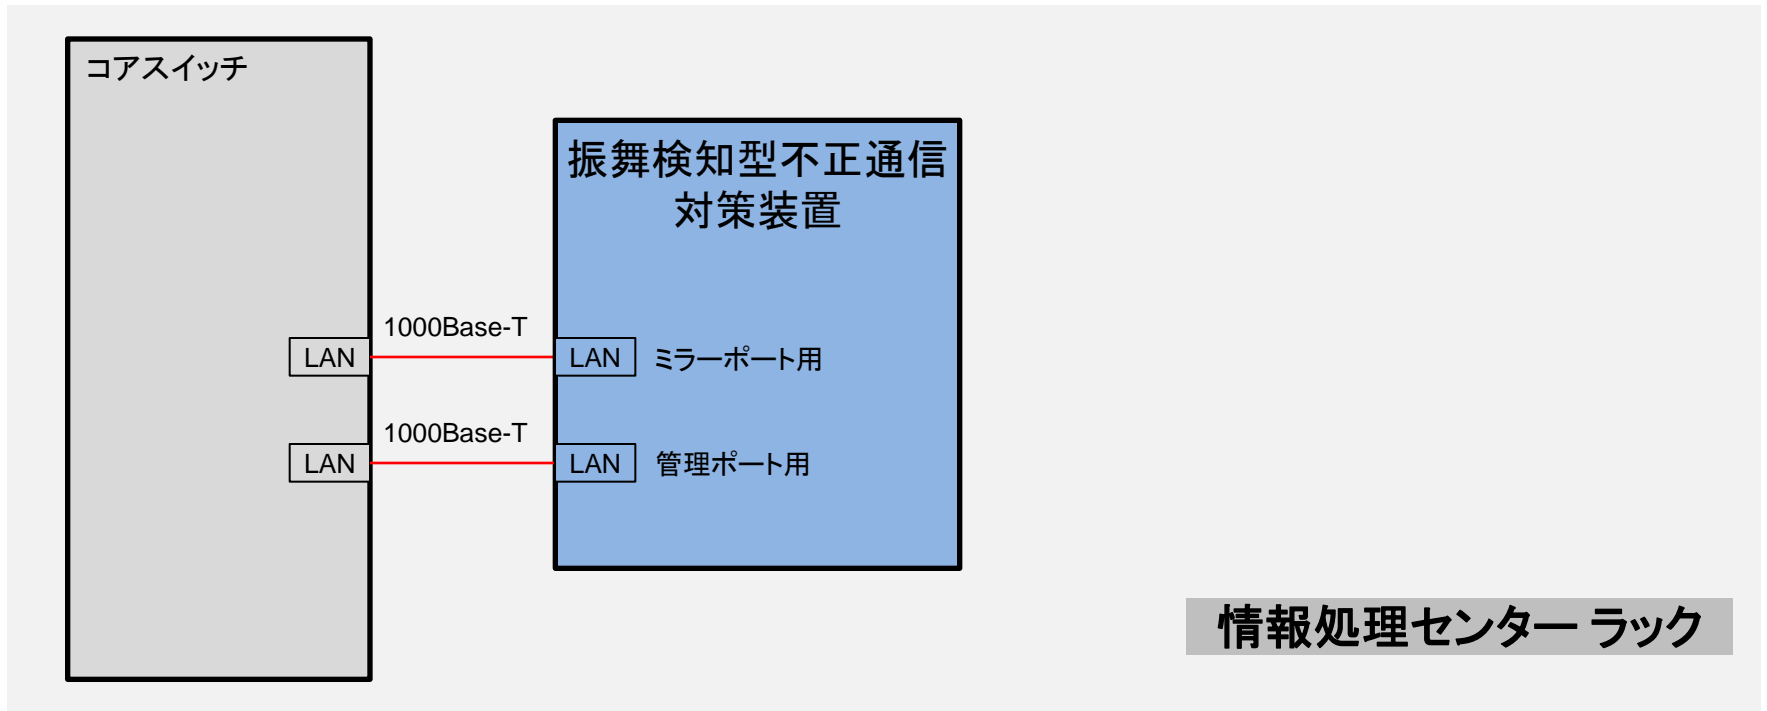 コアスイッチ
振舞検知型不正通信
対策装置
1000Base-T
LAN
LAN
ミラーポート用
1000Base-T
LAN
LAN
管理ポート用
情報処理センター ラック